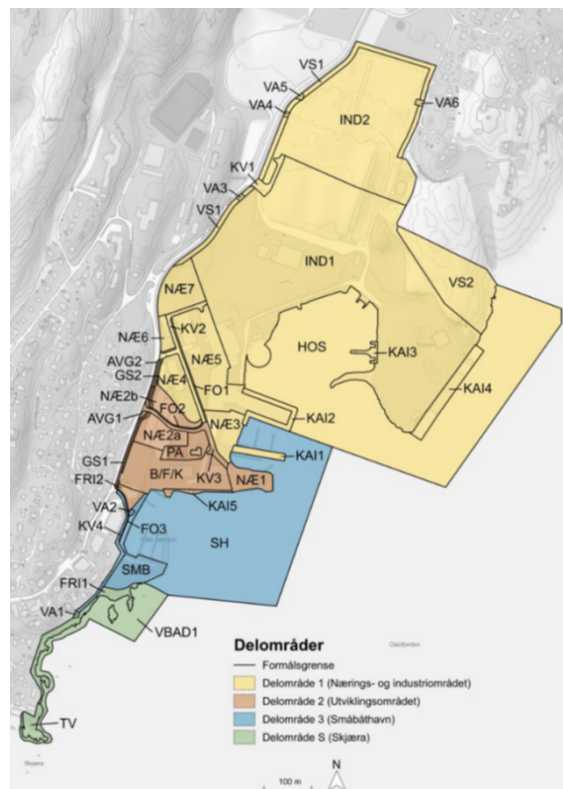 VS1
VA5
VA4
VA6
IND2
KV1
VA3
VS1
IND1
VS2
NÆ7
KV2
HOS
NÆ6
NÆ5
KAI3
AVG2
GS2
NÆ4
FO1
KAI4
NÆ2b
FO2
AVG1
KAI2
NÆ3
NÆ2a
PA
KAI1
GS1
B/F/K
KV3
NÆ1
FRI2
KAI5
VA2
KV4
FO3
SH
SMB
FRI1
VA1
VBAD1
TV
Skjæra
Delområder
Formålsgrense
Delområde 1 (Nærings- og industriområdet)
Delområde 2 (Utviklingsområdet)
Delområde 3 (Småbåthavn)
Delområde S (Skjæra)
N
100 m